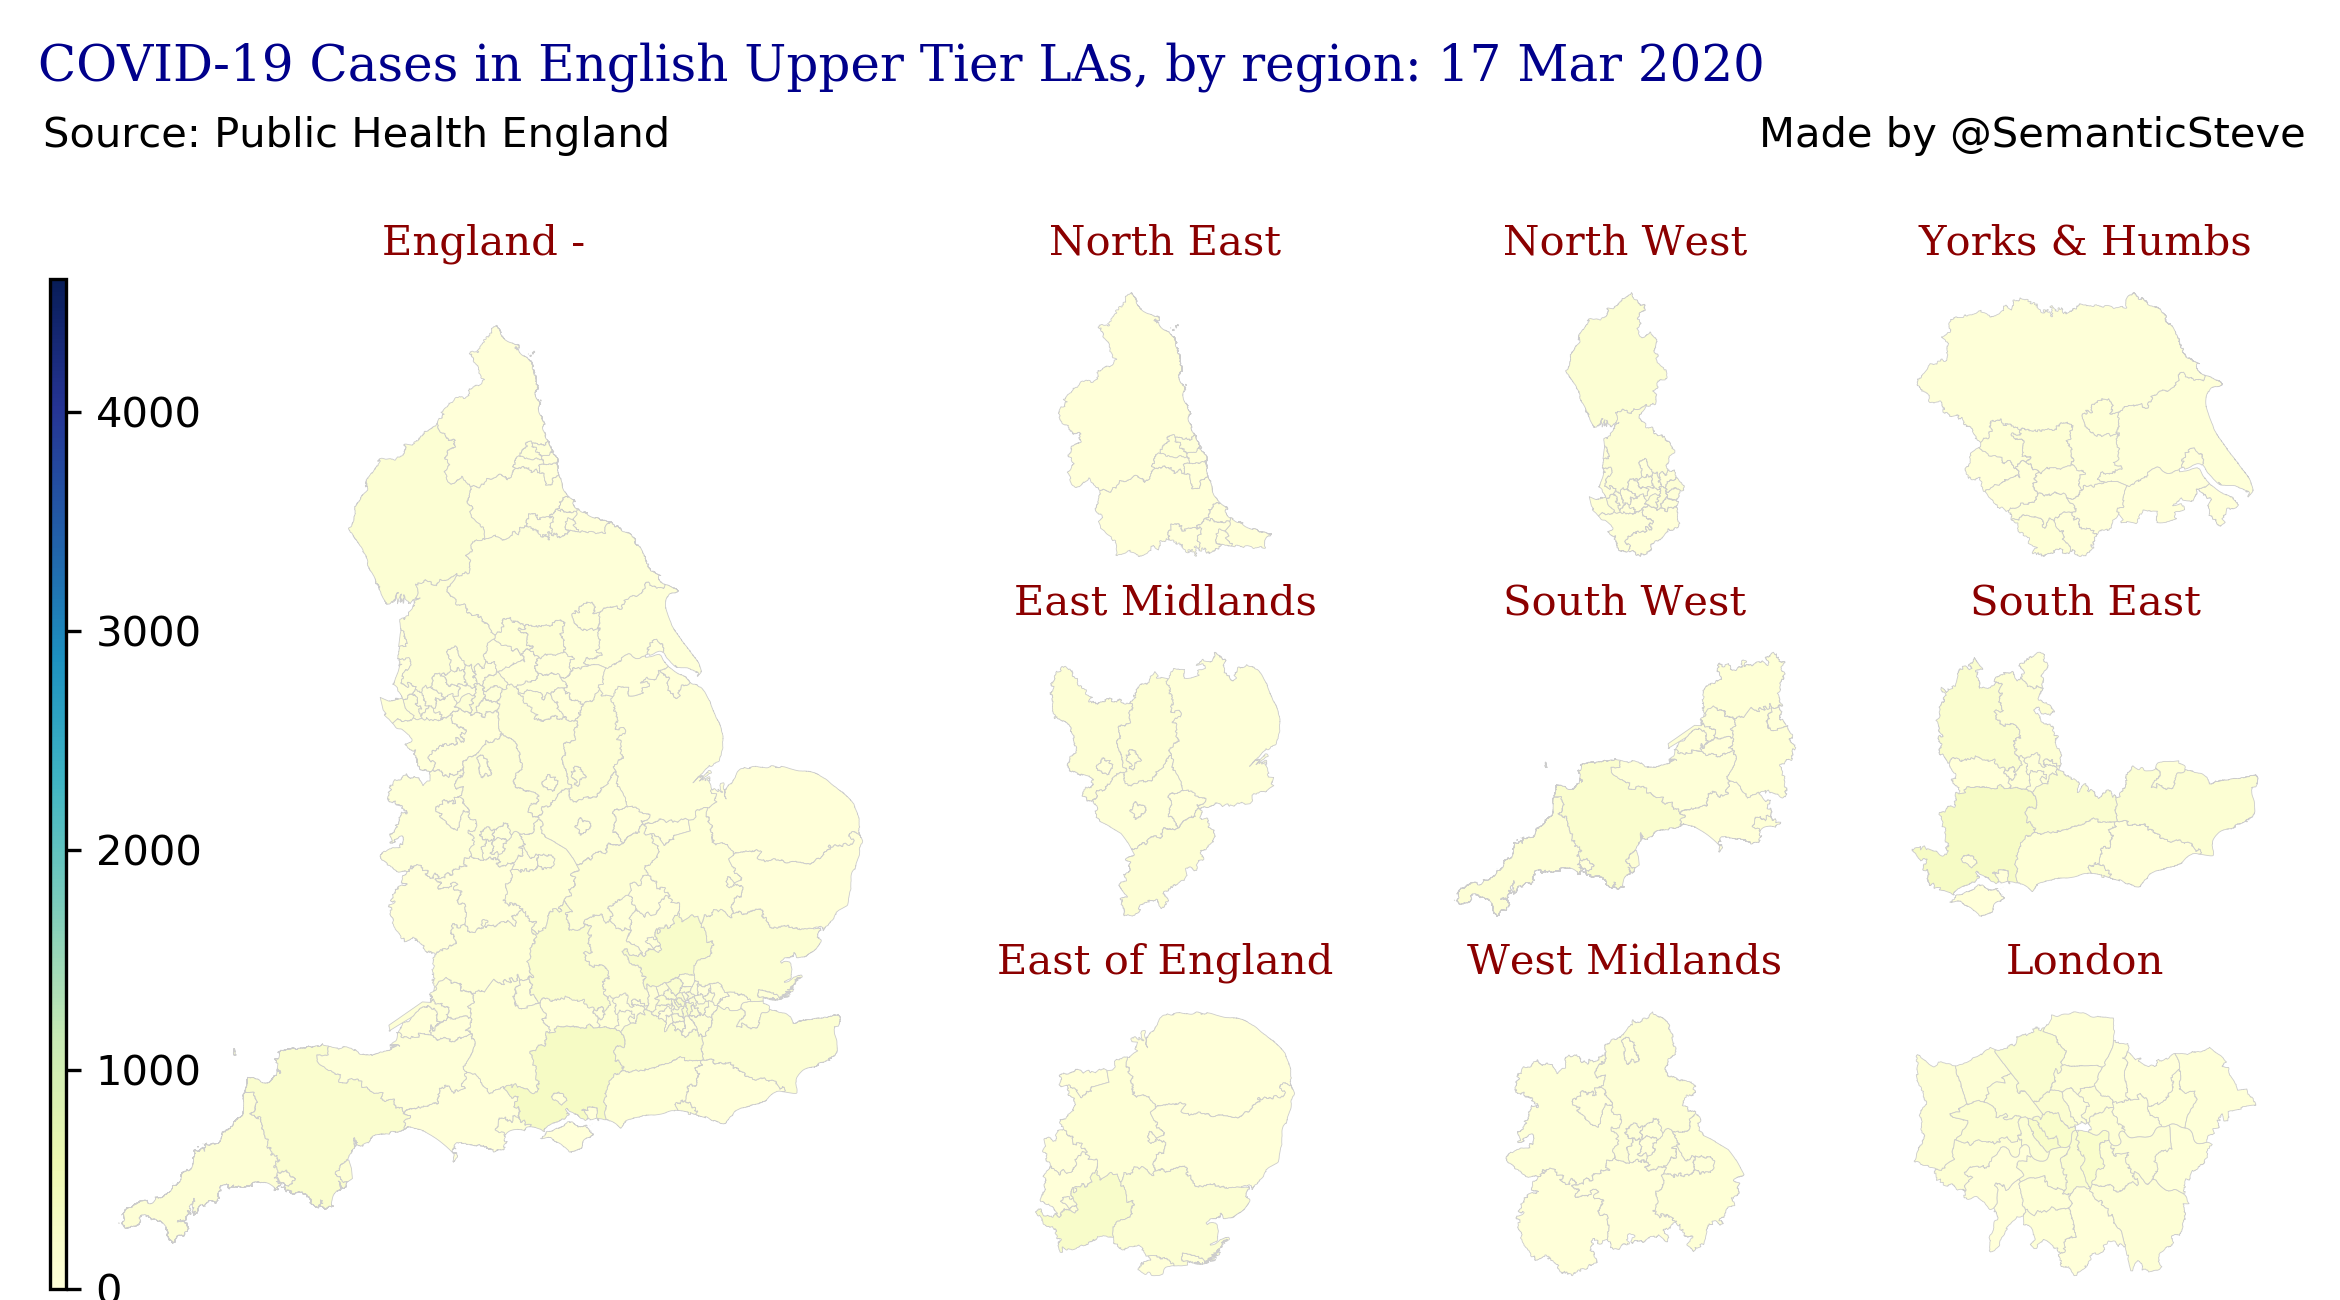 COVID-19 Cases in English Upper Tier LAs, by region: 17 Mar 2020
Source: Public Health England
Made by @SemanticSteve
England -
North East
North West
Yorks & Humbs
4000
3000
2000
1000
0
East Midlands
South West
South East
East of England
West Midlands
London